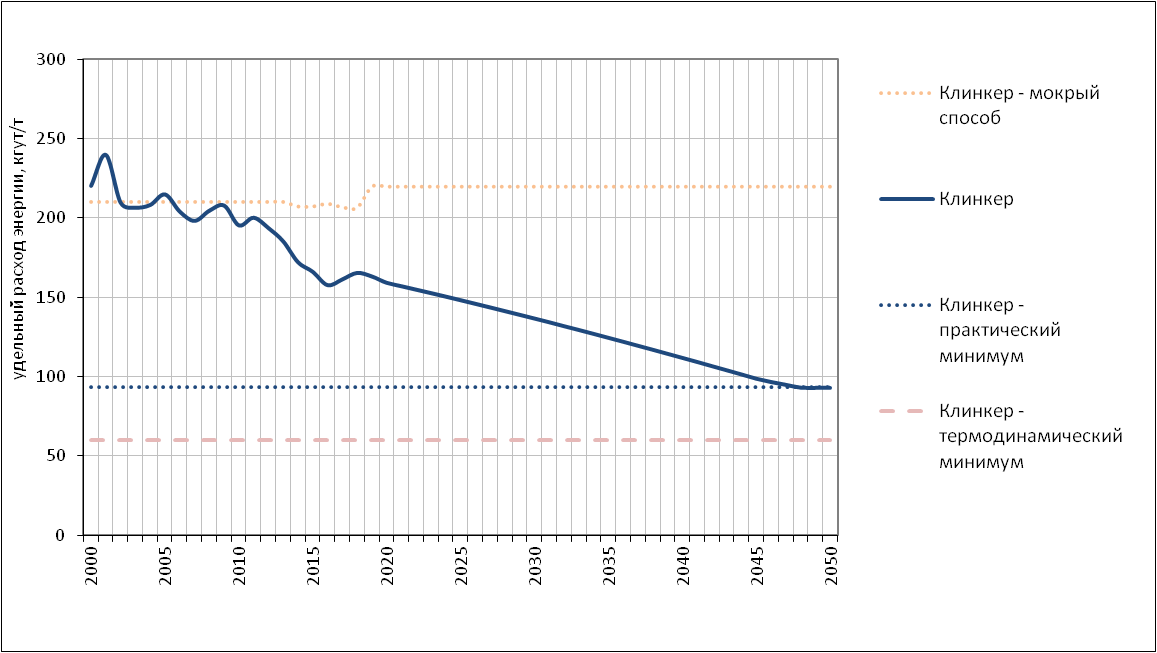 удельный расход энергии, кгут/т
300
250
200
150
100
50
0
2000
2005
2010
2015
2020
2025
2030
2035
2040
2045
2050
Клинкер - мокрый
способ
Клинкер
Клинкер -
практический
минимум
Клинкер -
термодинамический
минимум